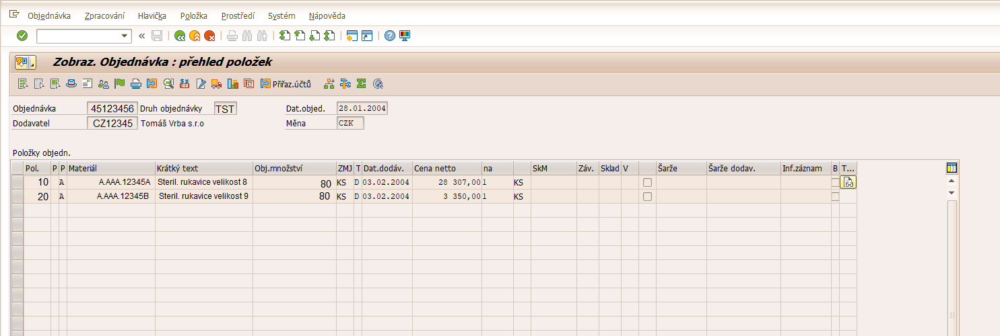 Objednávka Zpracování Hlavička Položka Prostředí Systém Nápověda
Zobraz. Objednávka : přehled položek
Přiřaz.účtů
Objednávka 45123456 Druh objednávky TST Dat.objed. 28.01.2004
Dodavatel CZ12345 Tomáš Vrba s.r.o Měna CZK
Položky objedn.
Pol. P P Materiál Krátký text Obj.množství ZMJ T Dat.dodáv. Cena netto na SkM Záv. Sklad V Šarže Šarže dodav. Inf.záznam B T...
10 A A.AAA.12345A Steril. rukavice velikost 8 80 KS D 03.02.2004 28 307,00 1 KS
20 A A.AAA.12345B Steril. rukavice velikost 9 80 KS D 03.02.2004 3 350,00 1 KS